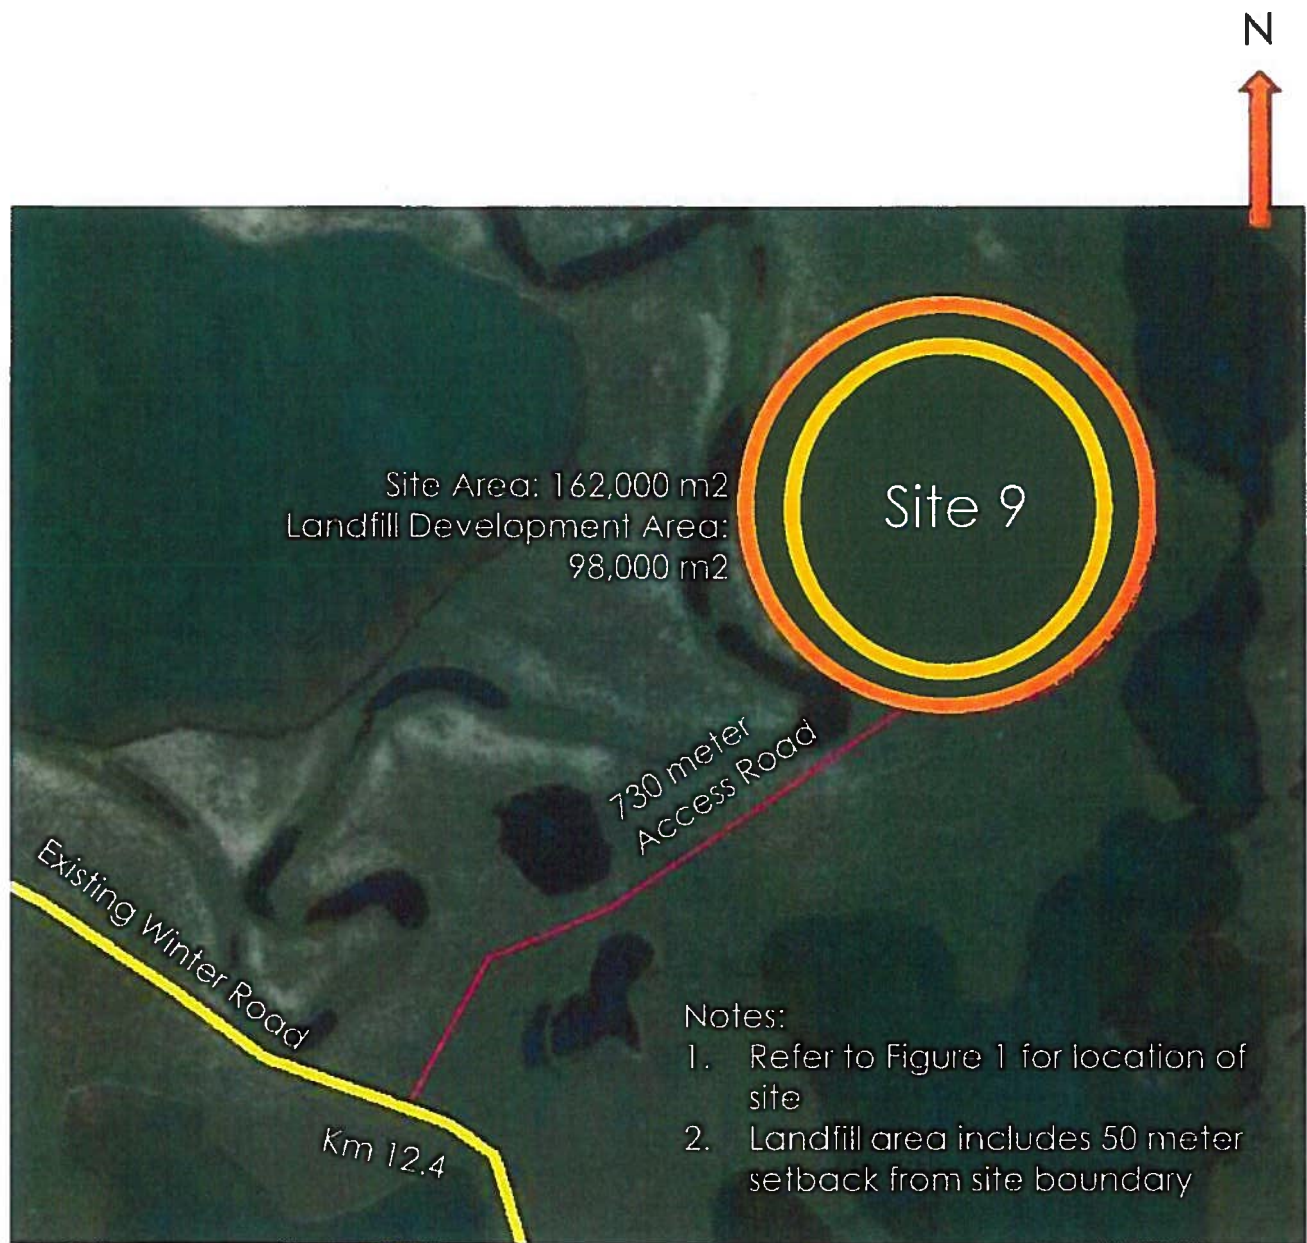 N
Site Area: 162,000 m2
Landfill Development Area:
98,000 m2
Site 9
730 meter
Access Road
Existing Winter Road
Km 12.4
Notes:
1. Refer to Figure 1 for location of
site
2. Landfill area includes 50 meter
setback from site boundary